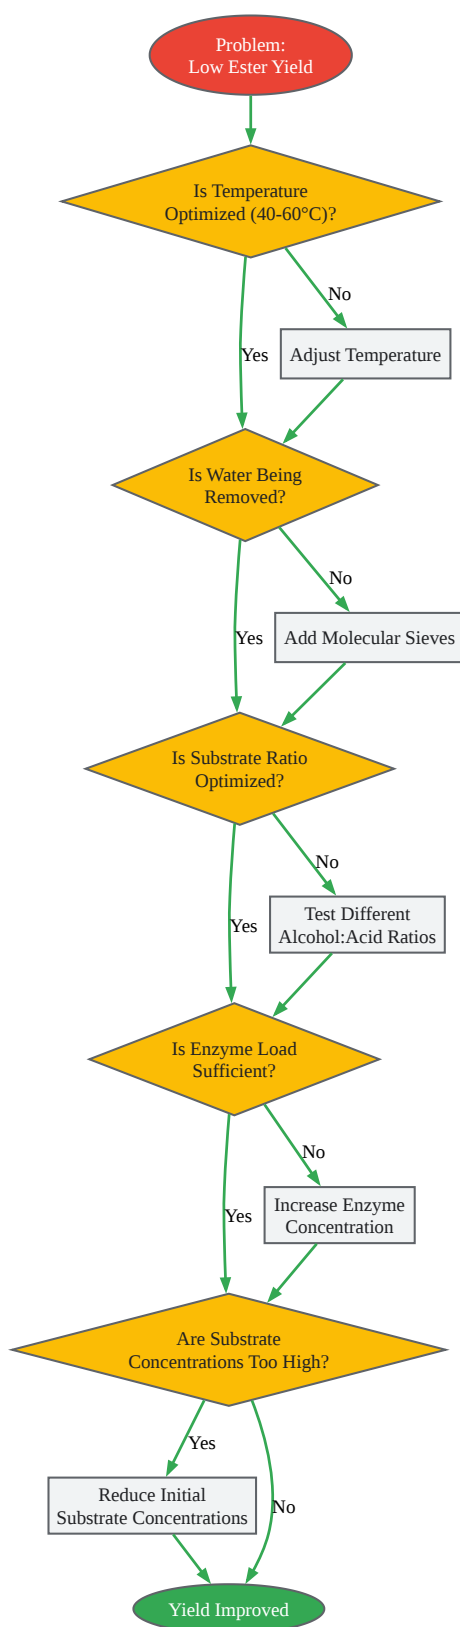 Problem:
Low Ester Yield
Is Temperature
Optimized (40-60°C)?
No
Yes
Adjust Temperature
Is Water Being
Removed?
No
Yes
Add Molecular Sieves
Is Substrate Ratio
Optimized?
No
Yes
Test Different
Alcohol:Acid Ratios
Is Enzyme Load
Sufficient?
No
Yes
Increase Enzyme
Concentration
Are Substrate
Concentrations Too High?
Yes
No
Reduce Initial
Substrate Concentrations
Yield Improved